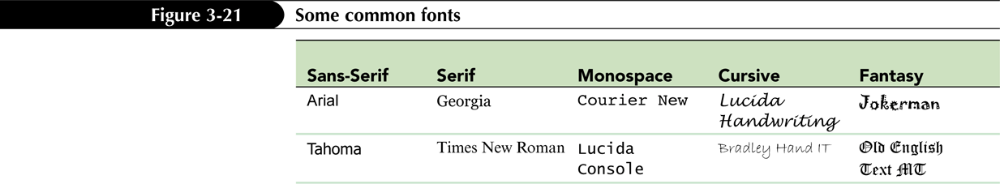 Figure 3-21 Some common fonts
Sans-Serif Serif Monospace Cursive Fantasy
Arial Georgia Courier New Lucida Handwriting Jokerman
Tahoma Times New Roman Lucida Console Bradley Hand IT Old English Text MT